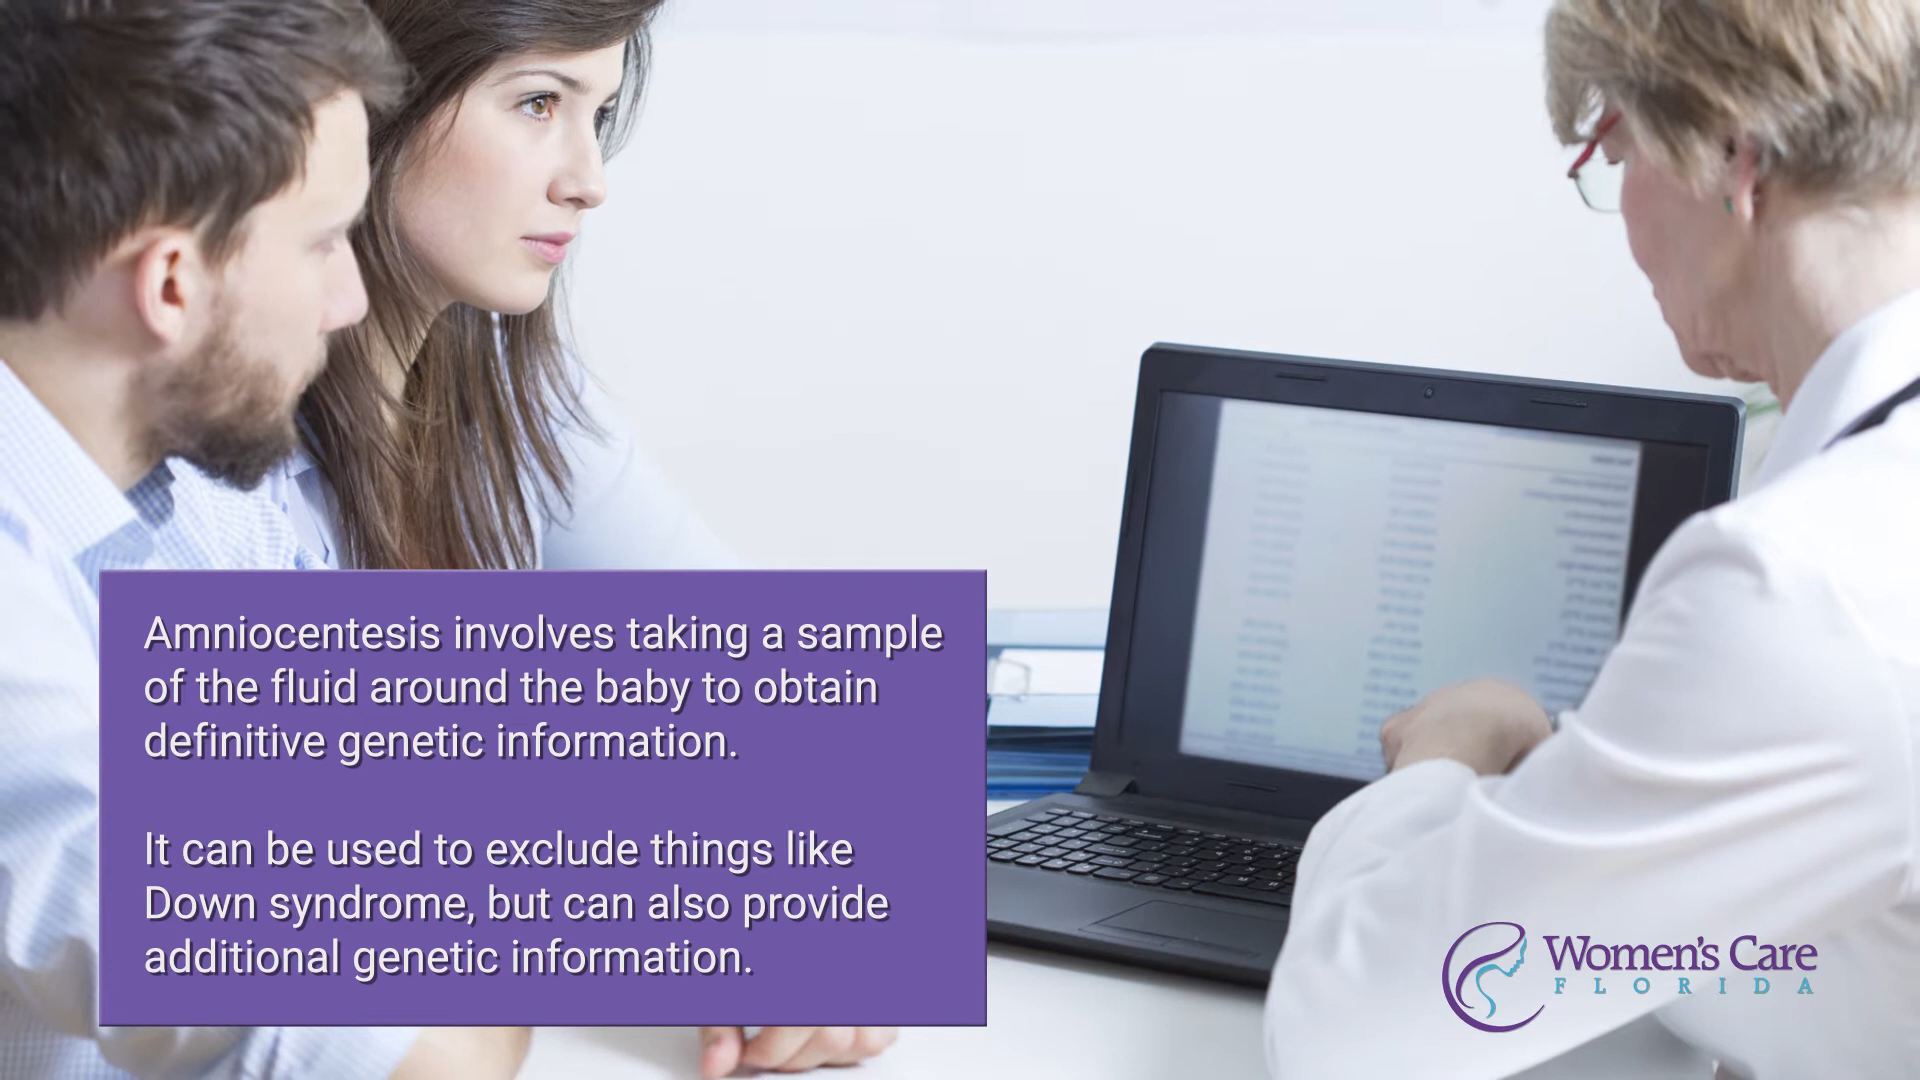 Amniocentesis involves taking a sample
of the fluid around the baby to obtain
definitive genetic information.
It can be used to exclude things like
Down syndrome, but can also provide
additional genetic information.
Women's Care
FLORIDA